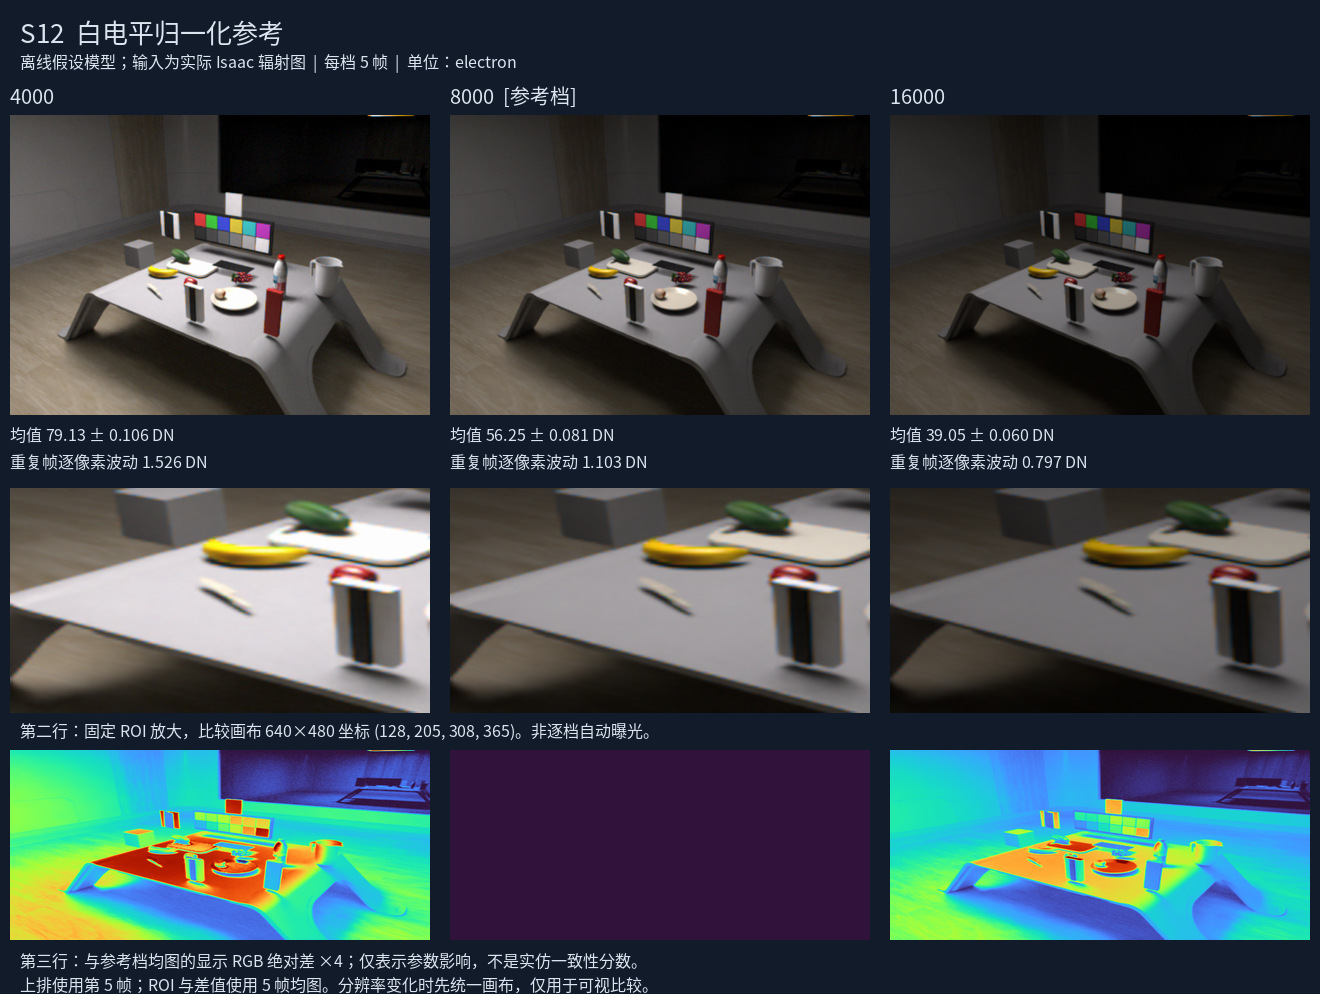 S12 白电平归一化参考
离线假设模型；输入为实际 Isaac 辐射图 | 每档 5 帧 | 单位：electron
4000
8000 [参考档]
16000
均值 79.13 ± 0.106 DN
重复帧逐像素波动 1.526 DN
均值 56.25 ± 0.081 DN
重复帧逐像素波动 1.103 DN
均值 39.05 ± 0.060 DN
重复帧逐像素波动 0.797 DN
第二行：固定 ROI 放大，比较画布 640×480 坐标 (128, 205, 308, 365)。非逐档自动曝光。
第三行：与参考档均图的显示 RGB 绝对差 ×4；仅表示参数影响，不是实仿一致性分数。
上排使用第 5 帧；ROI 与差值使用 5 帧均图。分辨率变化时先统一画布，仅用于可视比较。